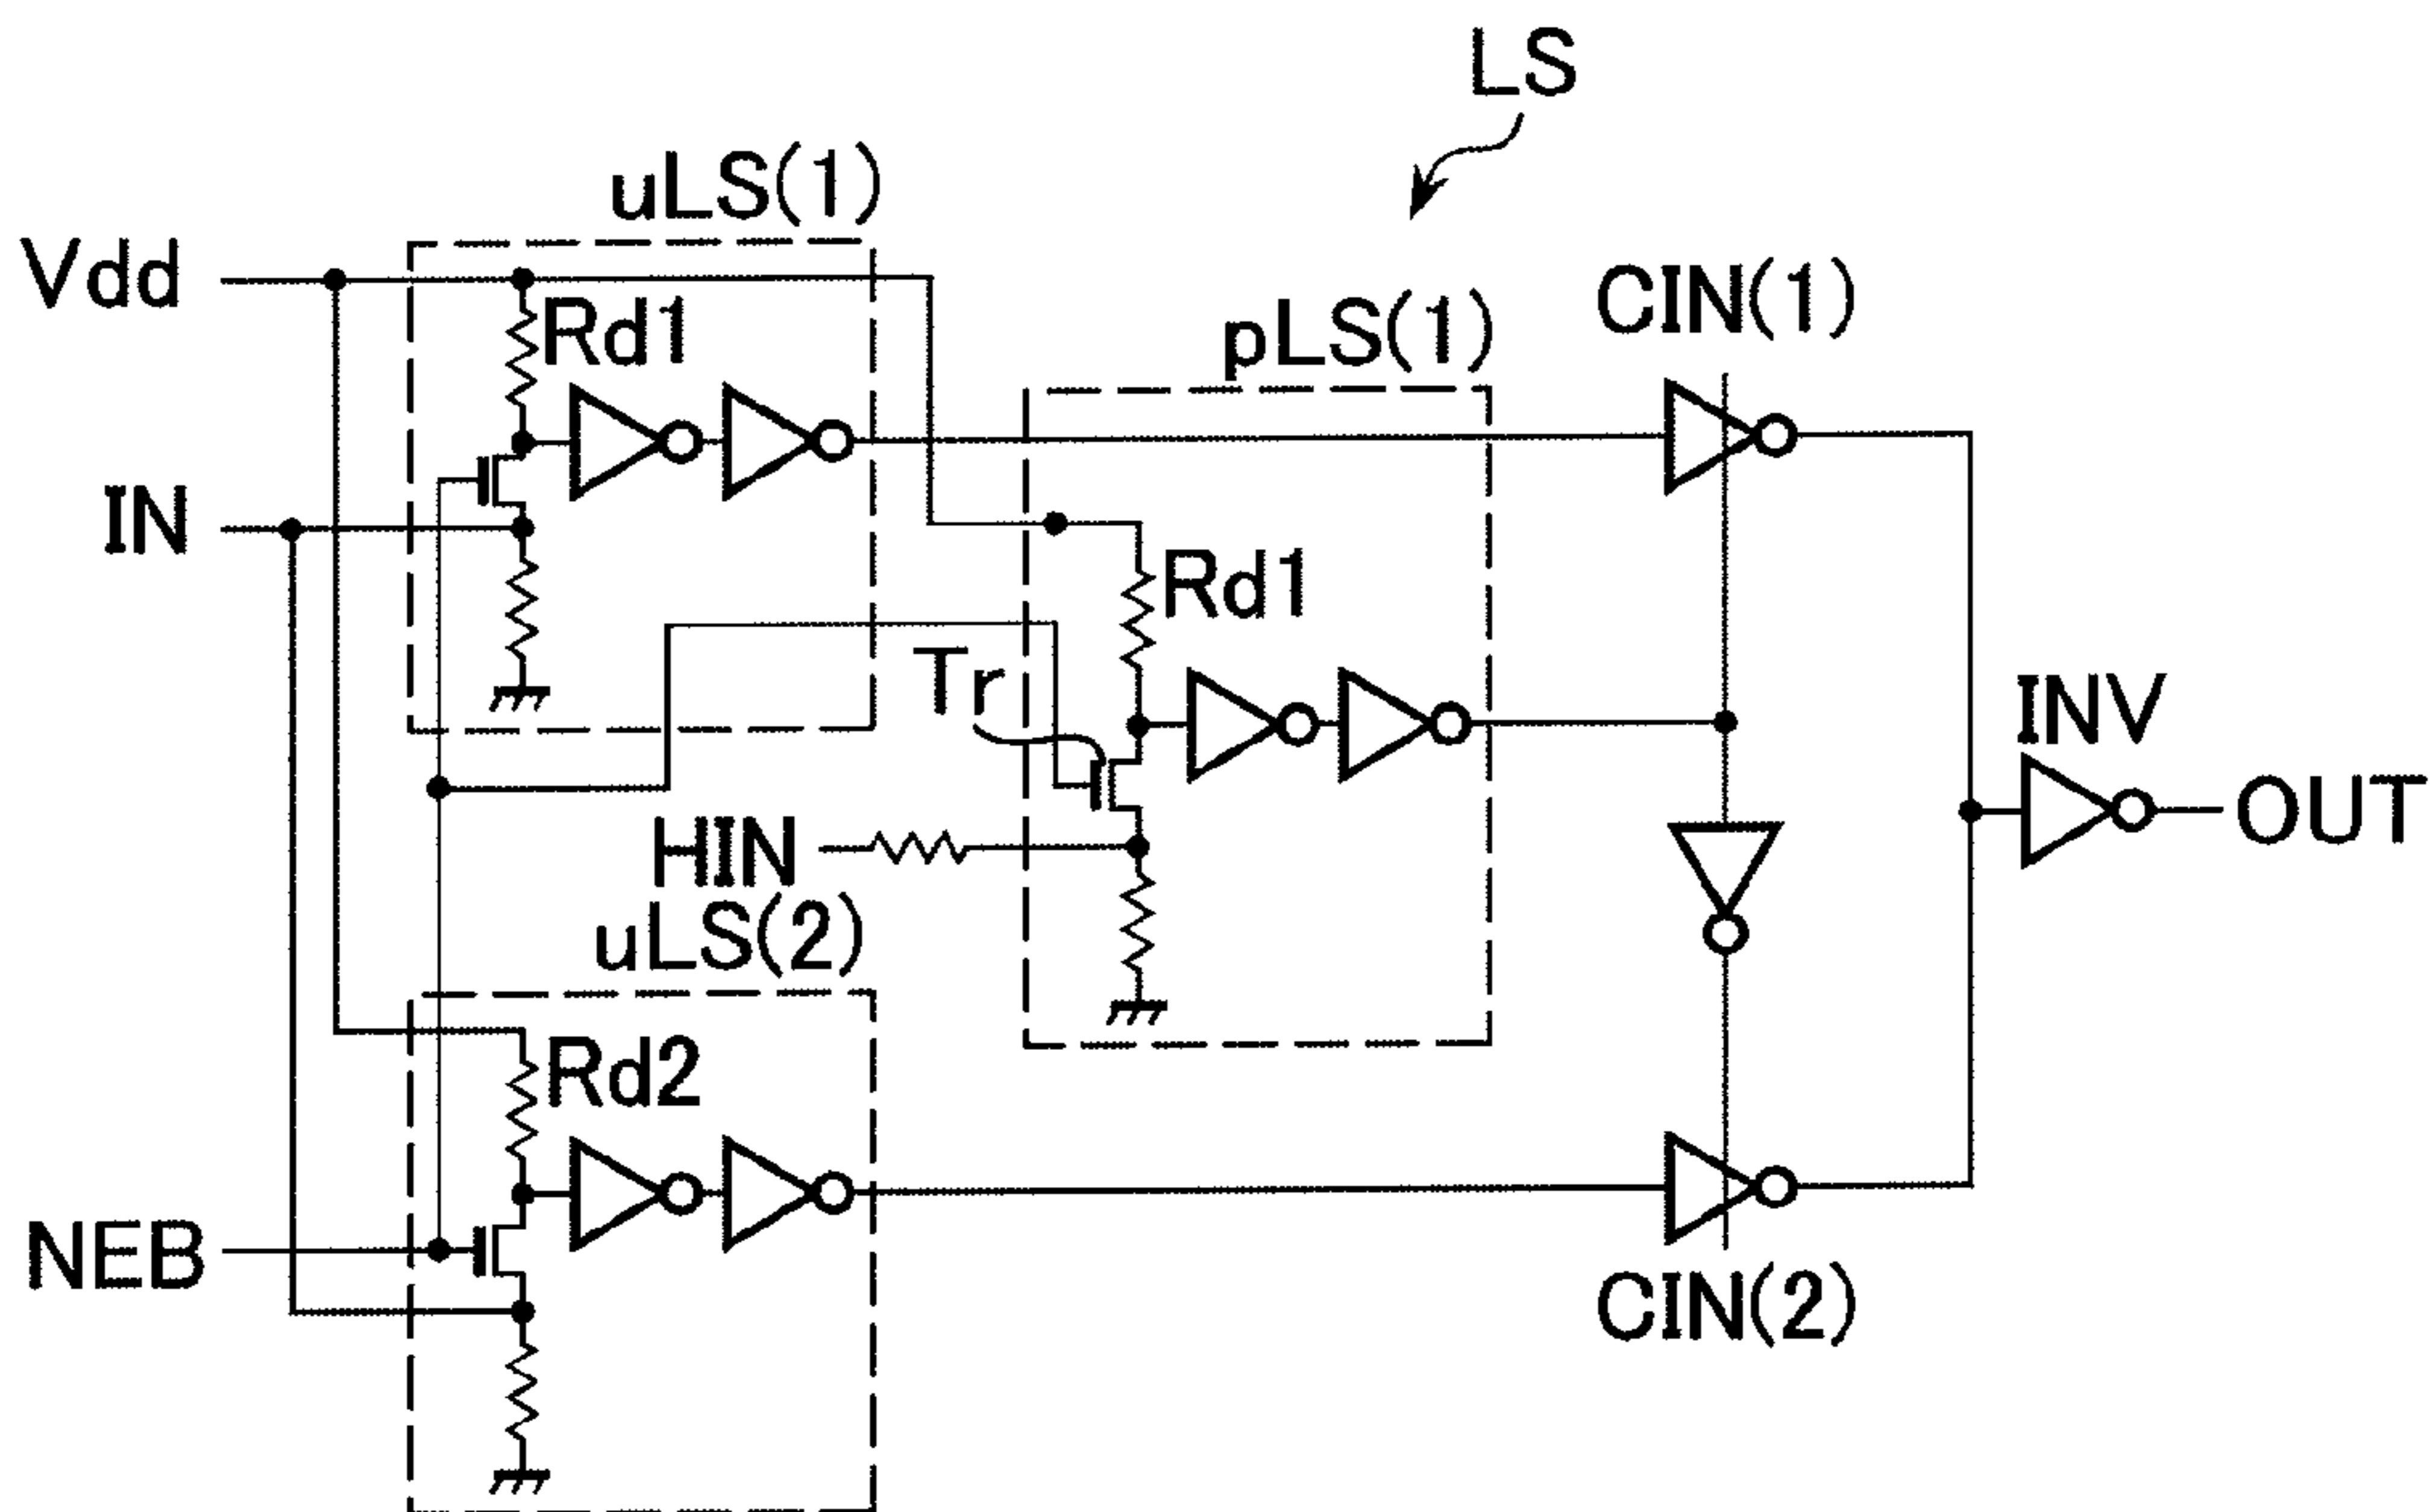 LS
uLS(1)
Vdd
CIN(1)
Rd1
pLS(1)
IN
Rd1
Tr
INV
OUT
HIN
uLS(2)
Rd2
NEB
CIN(2)